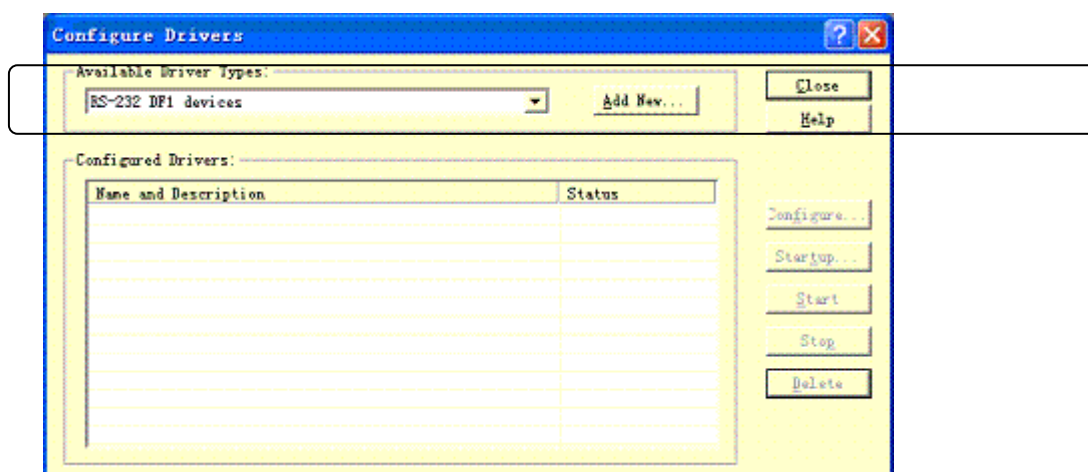 Configure Drivers
Available Driver Types:
RS-232 DF1 devices
Add New...
Close
Help
Configured Drivers:
Name and Description
Status
Configure...
Startup...
Start
Stop
Delete